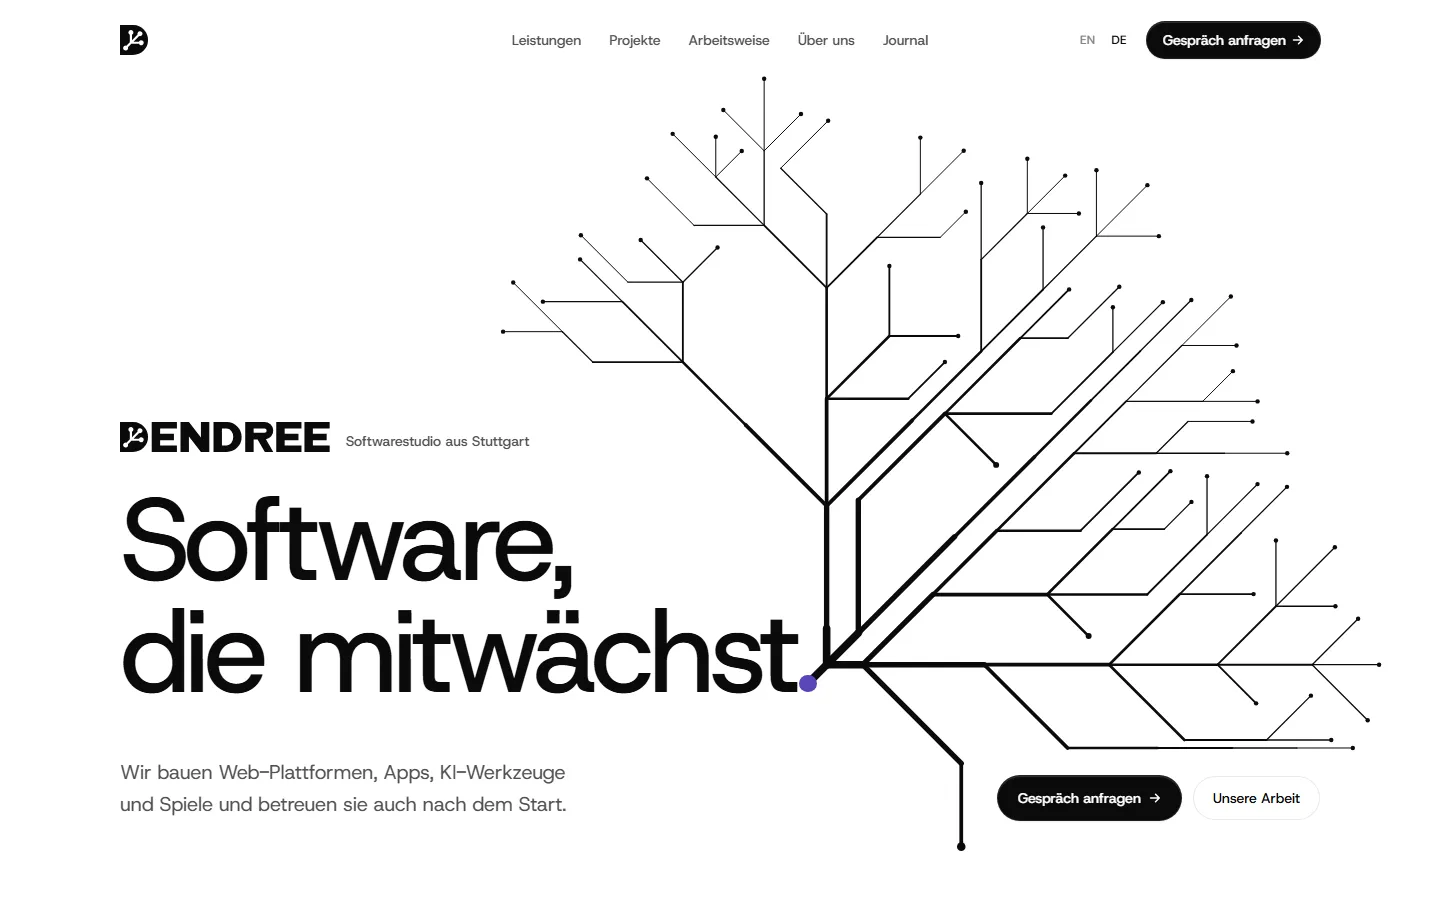 Leistungen Projekte Arbeitsweise Über uns Journal EN DE Gespräch anfragen →
DENDREE Softwarestudio aus Stuttgart
Software,
die mitwächst
Wir bauen Web-Plattformen, Apps, KI-Werkzeuge
und Spiele und betreuen sie auch nach dem Start.
Gespräch anfragen → Unsere Arbeit